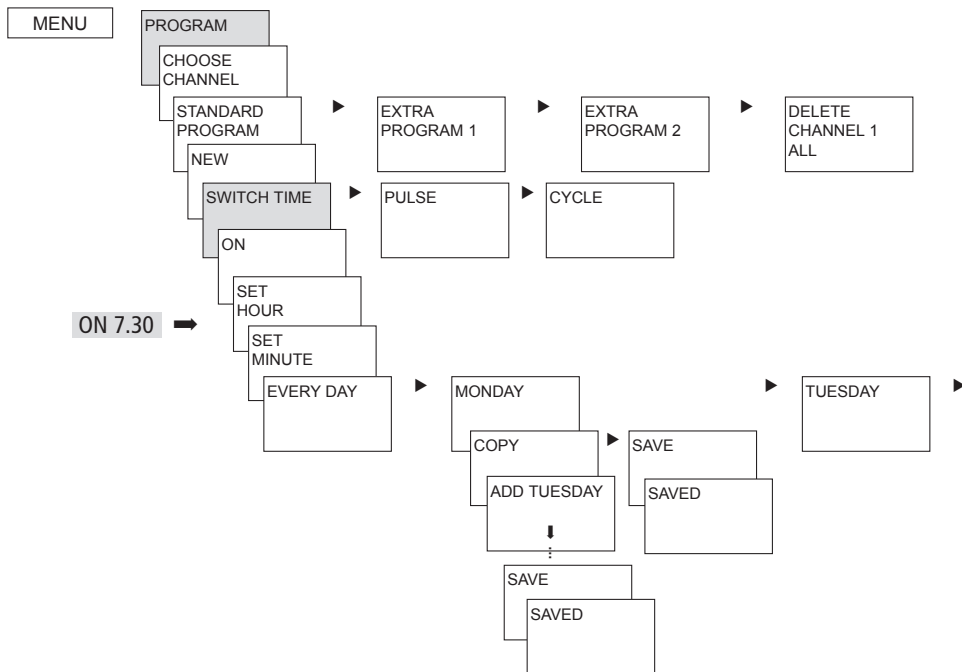 MENU
PROGRAM
CHOOSE
CHANNEL
STANDARD
PROGRAM
EXTRA
PROGRAM 1
EXTRA
PROGRAM 2
DELETE
CHANNEL 1
ALL
NEW
SWITCH TIME
PULSE
CYCLE
ON
SET
HOUR
ON 7.30
SET
MINUTE
EVERY DAY
MONDAY
TUESDAY
COPY
SAVE
ADD TUESDAY
SAVED
SAVE
SAVED